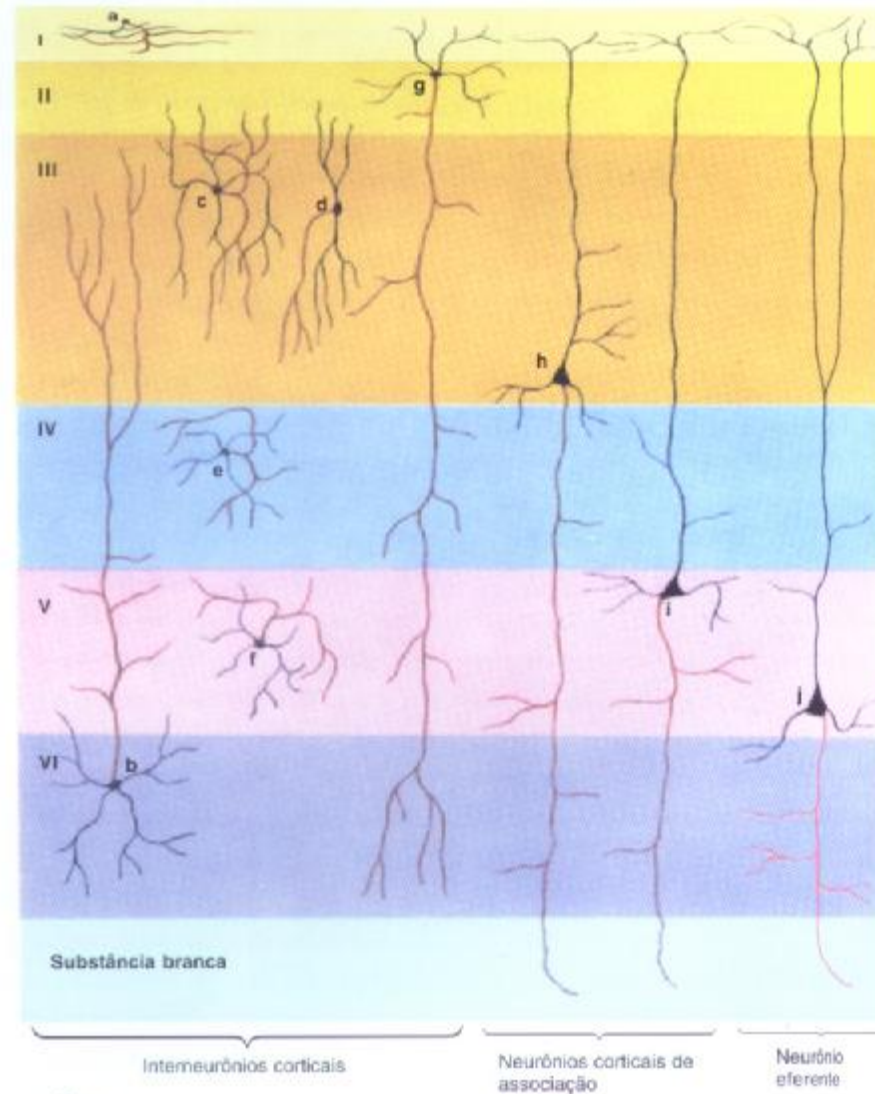 a
I
g
II
III
c
d
h
IV
e
V
i
f
j
VI
b
Substância branca
Interneurônios corticais
Neurônios corticais de
associação
Neurônio
eferente